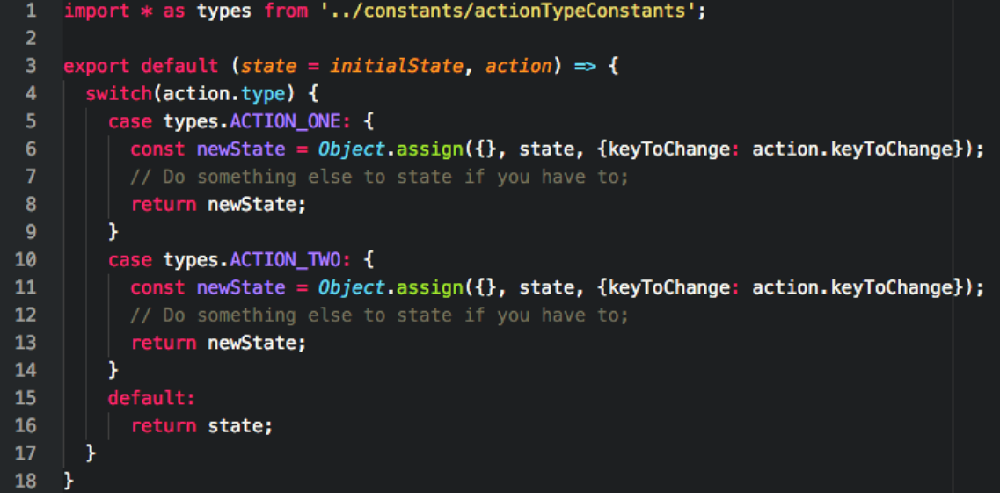 1 import * as types from '../constants/actionTypeConstants';
2
3 export default (state = initialState, action) => {
4 switch(action.type) {
5 case types.ACTION_ONE: {
6 const newState = Object.assign({}, state, {keyToChange: action.keyToChange});
7 // Do something else to state if you have to;
8 return newState;
9 }
10 case types.ACTION_TWO: {
11 const newState = Object.assign({}, state, {keyToChange: action.keyToChange});
12 // Do something else to state if you have to;
13 return newState;
14 }
15 default:
16 return state;
17 }
18 }